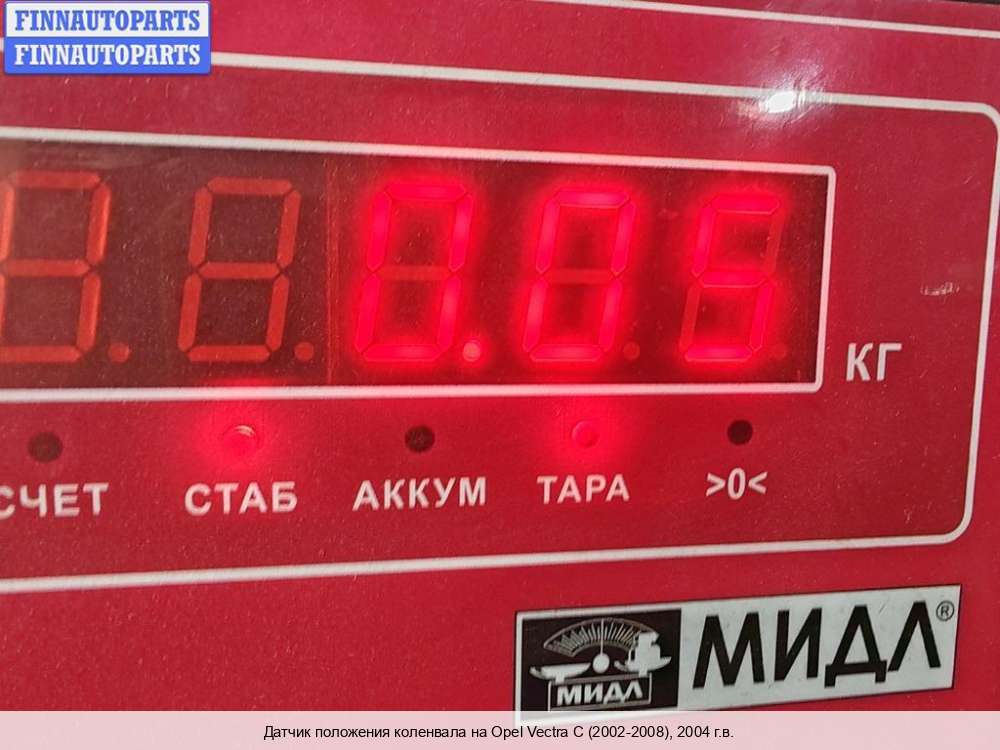 FINNAUTOPARTS
FINNAUTOPARTS
0.05
КГ
СЧЕТ СТАБ АККУМ ТАРА >0<
МИДЛ МИДЛ®
Датчик положения коленвала на Opel Vectra C (2002-2008), 2004 г.в.